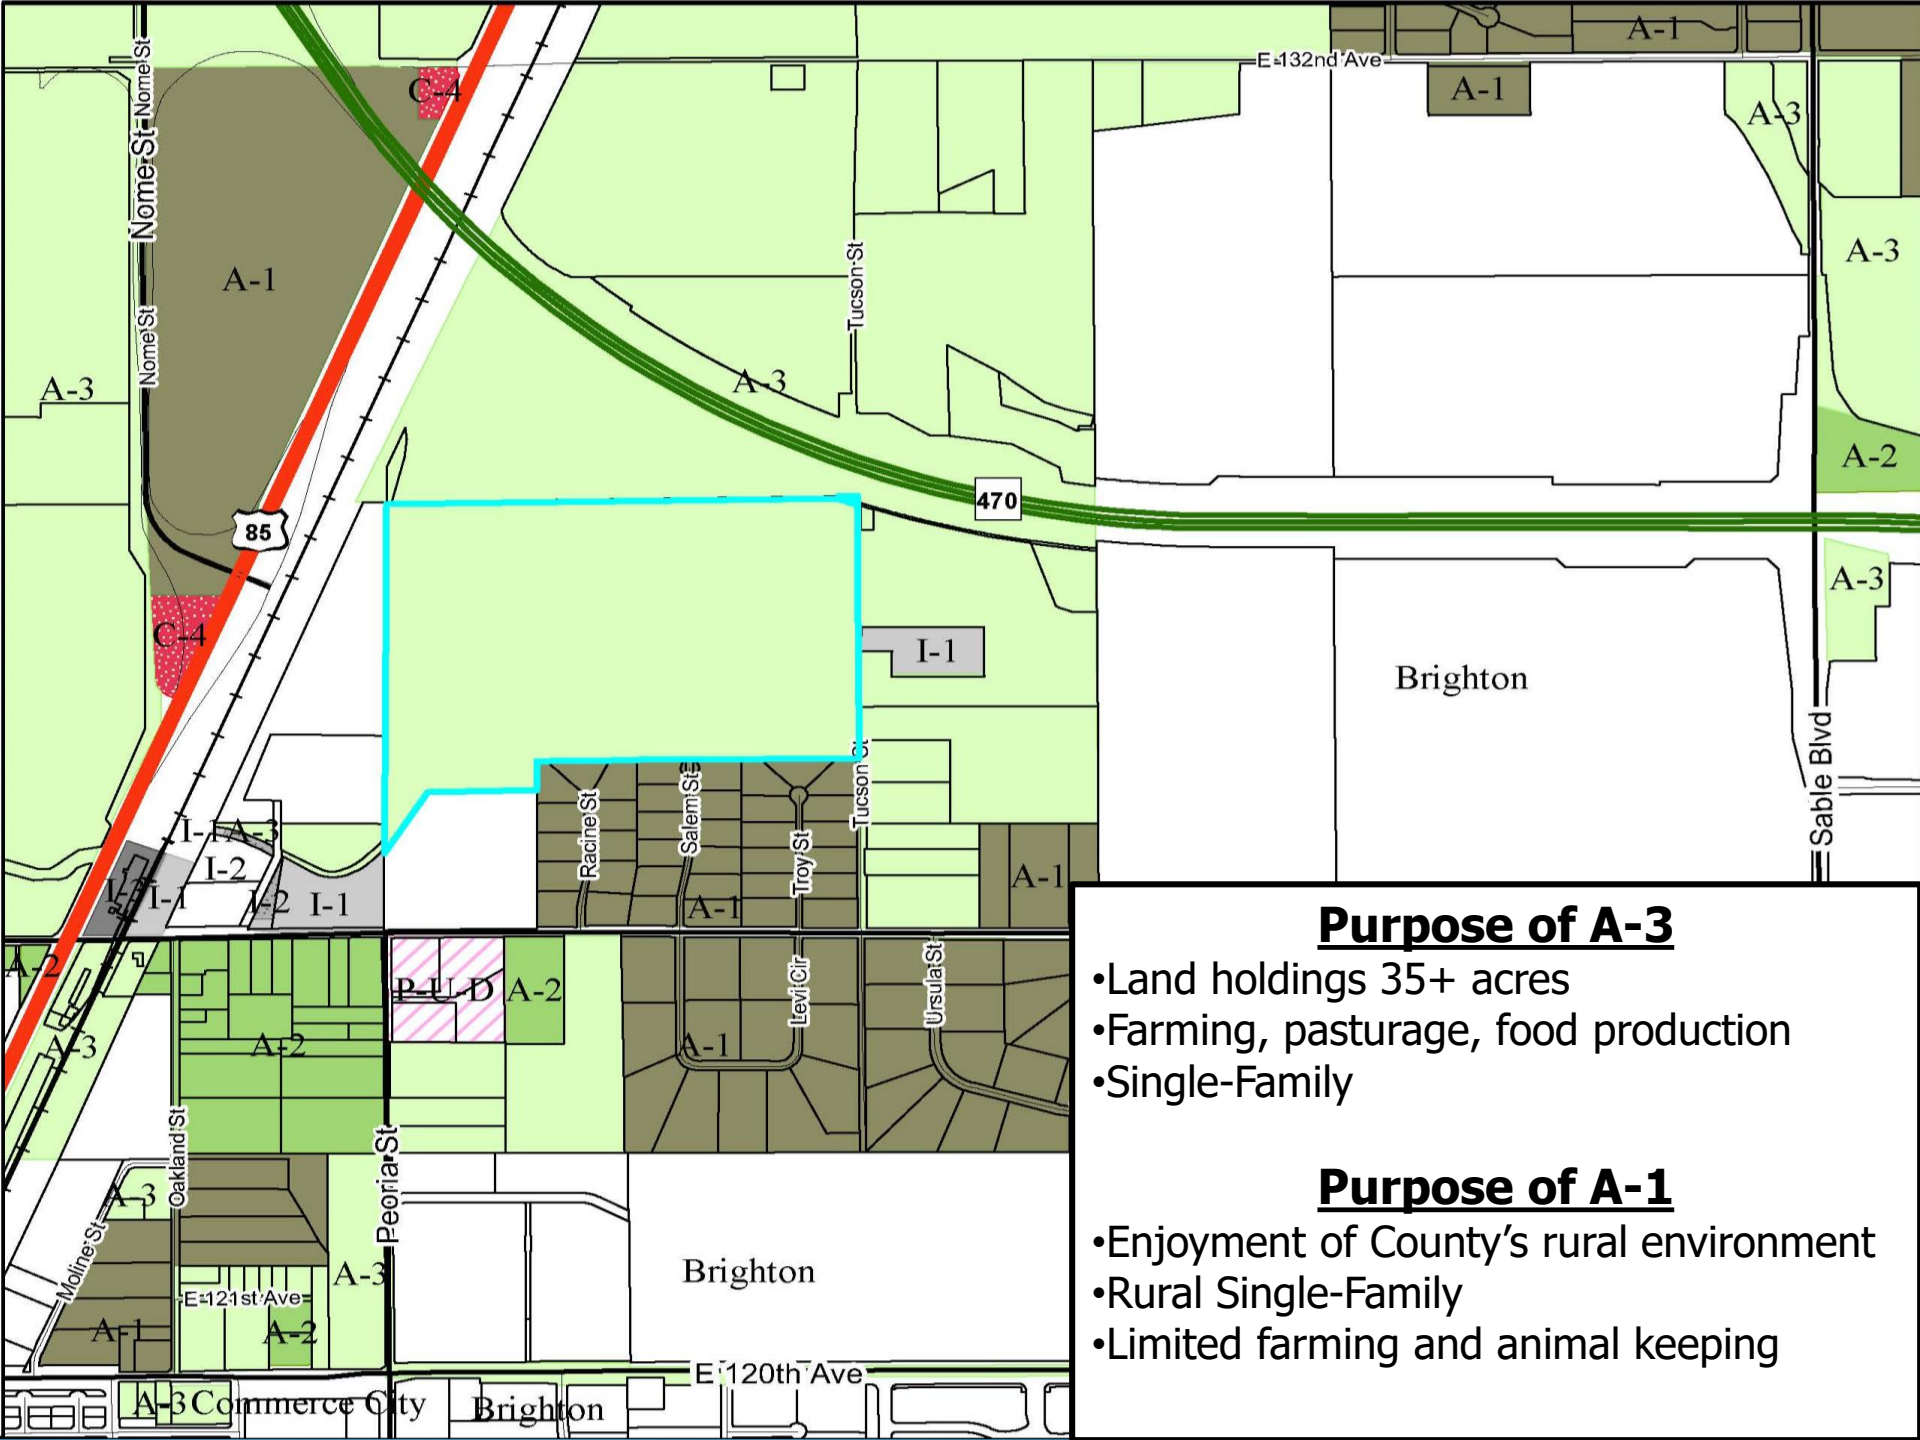 A-1
E 132nd Ave
C-4
A-1
Nome St
A-3
Nome St
A-3
Tucson St
A-1
Nome St
A-3
A-3
A-2
470
85
A-3
C-4
I-1
Brighton
Sable Blvd
Tucson St
Racine St
Salem St
Troy St
I-1
A-3
I-2
A-1
I-1
I-2
I-1
A-1
A-2
P-U-D
A-2
Levi Cir
Ursula St
A-3
A-2
A-1
Oakland St
Peoria St
A-3
Moline St
A-3
Brighton
E 121st Ave
A-1
A-2
E 120th Ave
A-3
Commerce City
Brighton
Purpose of A-3
•Land holdings 35+ acres
•Farming, pasturage, food production
•Single-Family
Purpose of A-1
•Enjoyment of County’s rural environment
•Rural Single-Family
•Limited farming and animal keeping